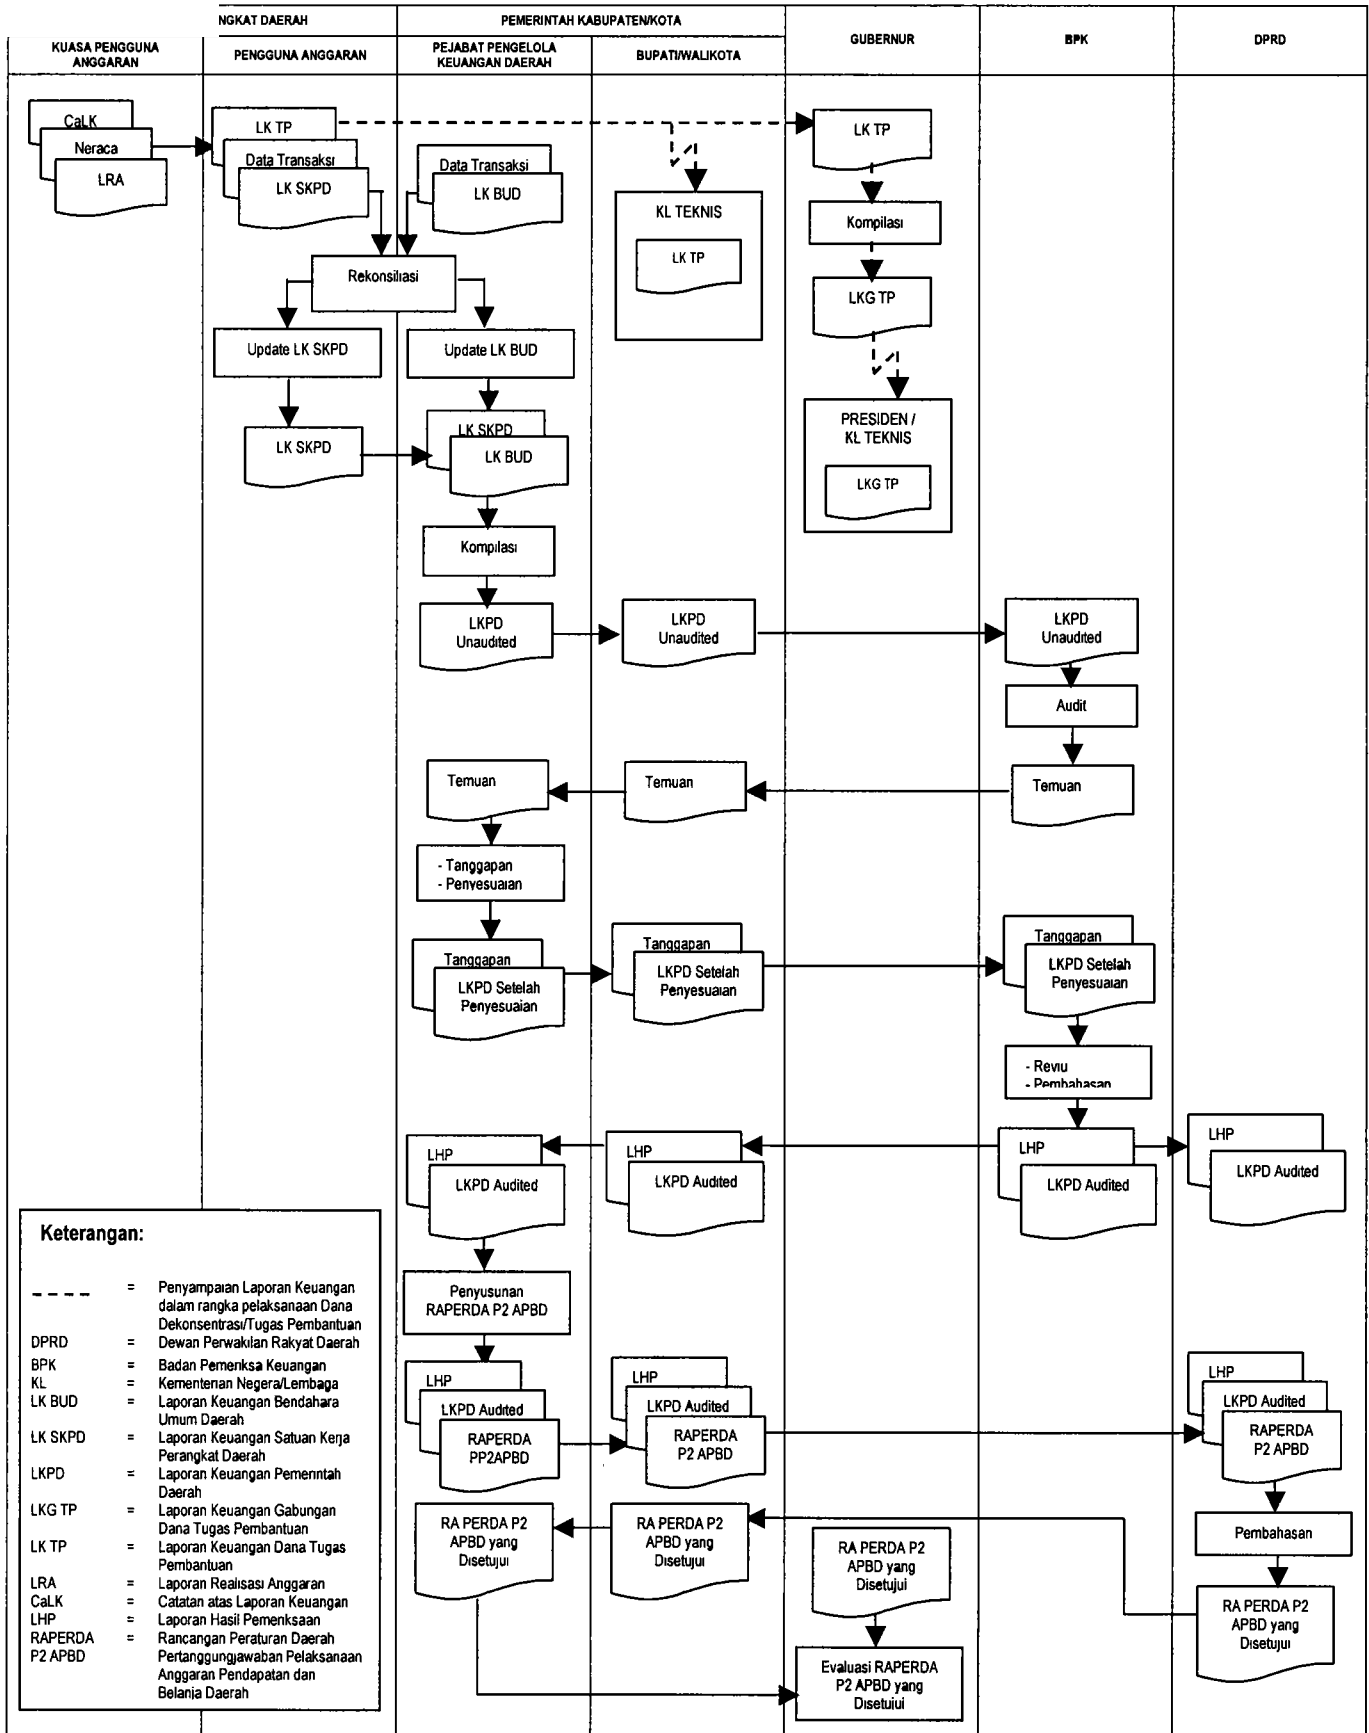 NGKAT DAERAH
PEMERINTAH KABUPATEN/KOTA
GUBERNUR
BPK
DPRD
KUASA PENGGUNA
ANGGARAN
PENGGUNA ANGGARAN
PEJABAT PENGELOLA
KEUANGAN DAERAH
BUPATI/WALIKOTA
CaLK
Neraca
LRA
LK TP
Data Transaksi
LK SKPD
Data Transaksi
LK BUD
KL TEKNIS
LK TP
LK TP
Kompilasi
LKG TP
PRESIDEN /
KL TEKNIS
LKG TP
Rekonsiliasi
Update LK SKPD
Update LK BUD
LK SKPD
LK SKPD
LK BUD
Kompilasi
LKPD
Unaudited
LKPD
Unaudited
LKPD
Unaudited
Audit
Temuan
Temuan
Temuan
- Tanggapan
- Penyesuaian
Tanggapan
LKPD Setelah
Penyesuaian
Tanggapan
LKPD Setelah
Penyesuaian
Tanggapan
LKPD Setelah
Penyesuaian
- Reviu
- Pembahasan
LHP
LKPD Audited
LHP
LKPD Audited
LHP
LKPD Audited
LHP
LKPD Audited
Penyusunan
RAPERDA P2 APBD
LHP
LKPD Audited
RAPERDA
PP2APBD
LHP
LKPD Audited
RAPERDA
P2 APBD
LHP
LKPD Audited
RAPERDA
P2 APBD
Pembahasan
RA PERDA P2
APBD yang
Disetujui
RA PERDA P2
APBD yang
Disetujui
RA PERDA P2
APBD yang
Disetujui
RA PERDA P2
APBD yang
Disetujui
Evaluasi RAPERDA
P2 APBD yang
Disetujui
Keterangan:
----- = Penyampaian Laporan Keuangan
dalam rangka pelaksanaan Dana
Dekonsentrasi/Tugas Pembantuan
DPRD = Dewan Perwakilan Rakyat Daerah
BPK = Badan Pemeriksa Keuangan
KL = Kementerian Negera/Lembaga
LK BUD = Laporan Keuangan Bendahara
Umum Daerah
LK SKPD = Laporan Keuangan Satuan Kerja
Perangkat Daerah
LKPD = Laporan Keuangan Pemerintah
Daerah
LKG TP = Laporan Keuangan Gabungan
Dana Tugas Pembantuan
LK TP = Laporan Keuangan Dana Tugas
Pembantuan
LRA = Laporan Realisasi Anggaran
CaLK = Catatan atas Laporan Keuangan
LHP = Laporan Hasil Pemeriksaan
RAPERDA = Rancangan Peraturan Daerah
P2 APBD Pertanggungjawaban Pelaksanaan
Anggaran Pendapatan dan
Belanja Daerah